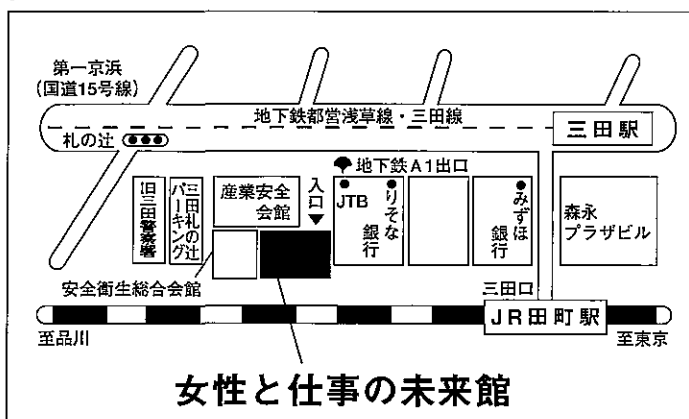 第一京浜
(国道15号線)
地下鉄都営浅草線・三田線
三田駅
札の辻
地下鉄A1出口
旧三田警察署
三田札の辻
パーキング
産業安全
会館
入口
JTB
りそな
銀行
みずほ
銀行
森永
プラザビル
安全衛生総合会館
三田口
JR田町駅
至品川
至東京
女性と仕事の未来館